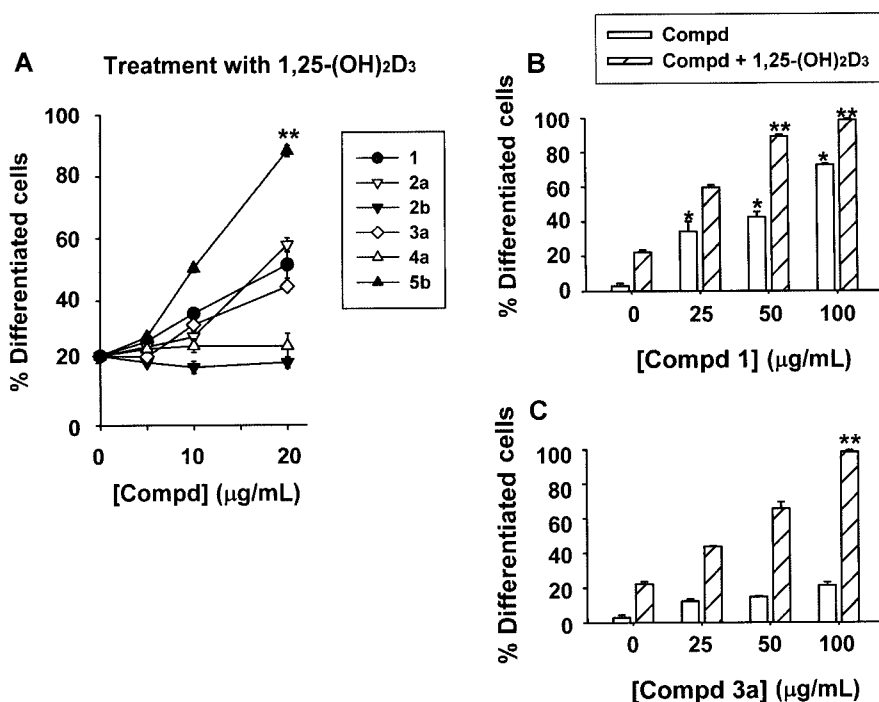 A
Treatment with 1,25-(OH)2D3
% Differentiated cells
100
80
60
40
20
0
**
1
2a
2b
3a
4a
5b
0
10
20
[Compd] (μg/mL)
Compd
Compd + 1,25-(OH)2D3
B
% Differentiated cells
100
80
60
40
20
0
*
*
**
*
**
0
25
50
100
[Compd 1] (μg/mL)
C
% Differentiated cells
100
80
60
40
20
0
**
0
25
50
100
[Compd 3a] (μg/mL)